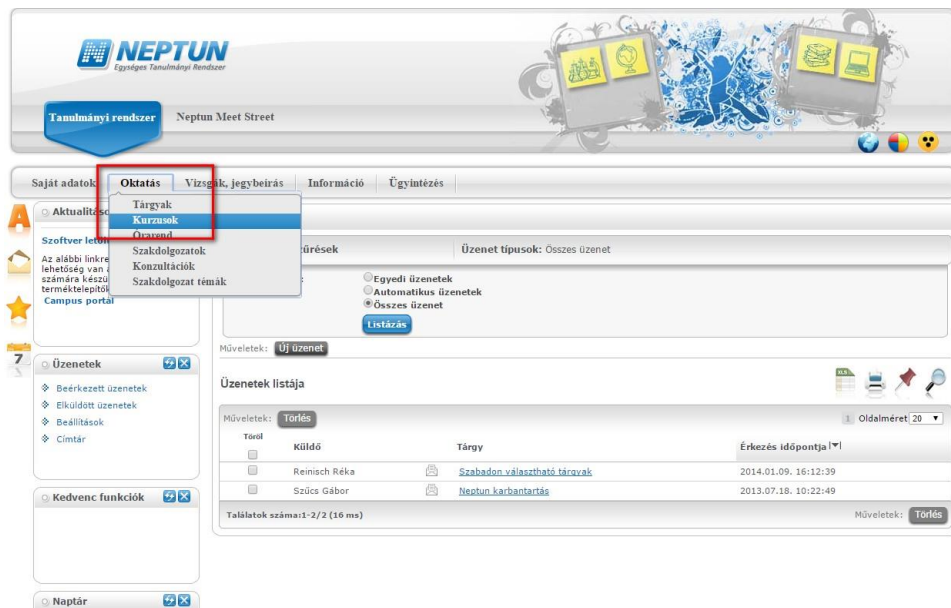 NEPTUN
Egységes Tanulmányi Rendszer
Tanulmányi rendszer Neptun Meet Street
Saját adatok Oktatás Vizsgák, jegybeírás Információ Ügyintézés
Tárgyak
Kurzusok
Órarend
Szakdolgozatok
Konzultációk
Szakdolgozat témák
Szoftver
Az alábbi linkre
lehetőség van
számára
Campus portál
Üzenet típusok: Összes üzenet
Egyedi üzenetek
Automatikus üzenetek
Összes üzenet
Listázás
Műveletek: Új üzenet
7
Üzenetek
Beérkezett üzenetek
Elküldött üzenetek
Beállítások
Címtár
Kedvenc funkciók
Naptár
Üzenetek listája
XLS
Műveletek: Törlés 1 Oldalméret 20
Töröl Küldő Tárgy Érkezés időpontja
Reinisch Réka Szabadon választható tárgyak 2014.01.09. 16:12:39
Szűcs Gábor Neptun karbantartás 2013.07.18. 10:22:49
Találatok száma:1-2/2 (16 ms) Műveletek: Törlés